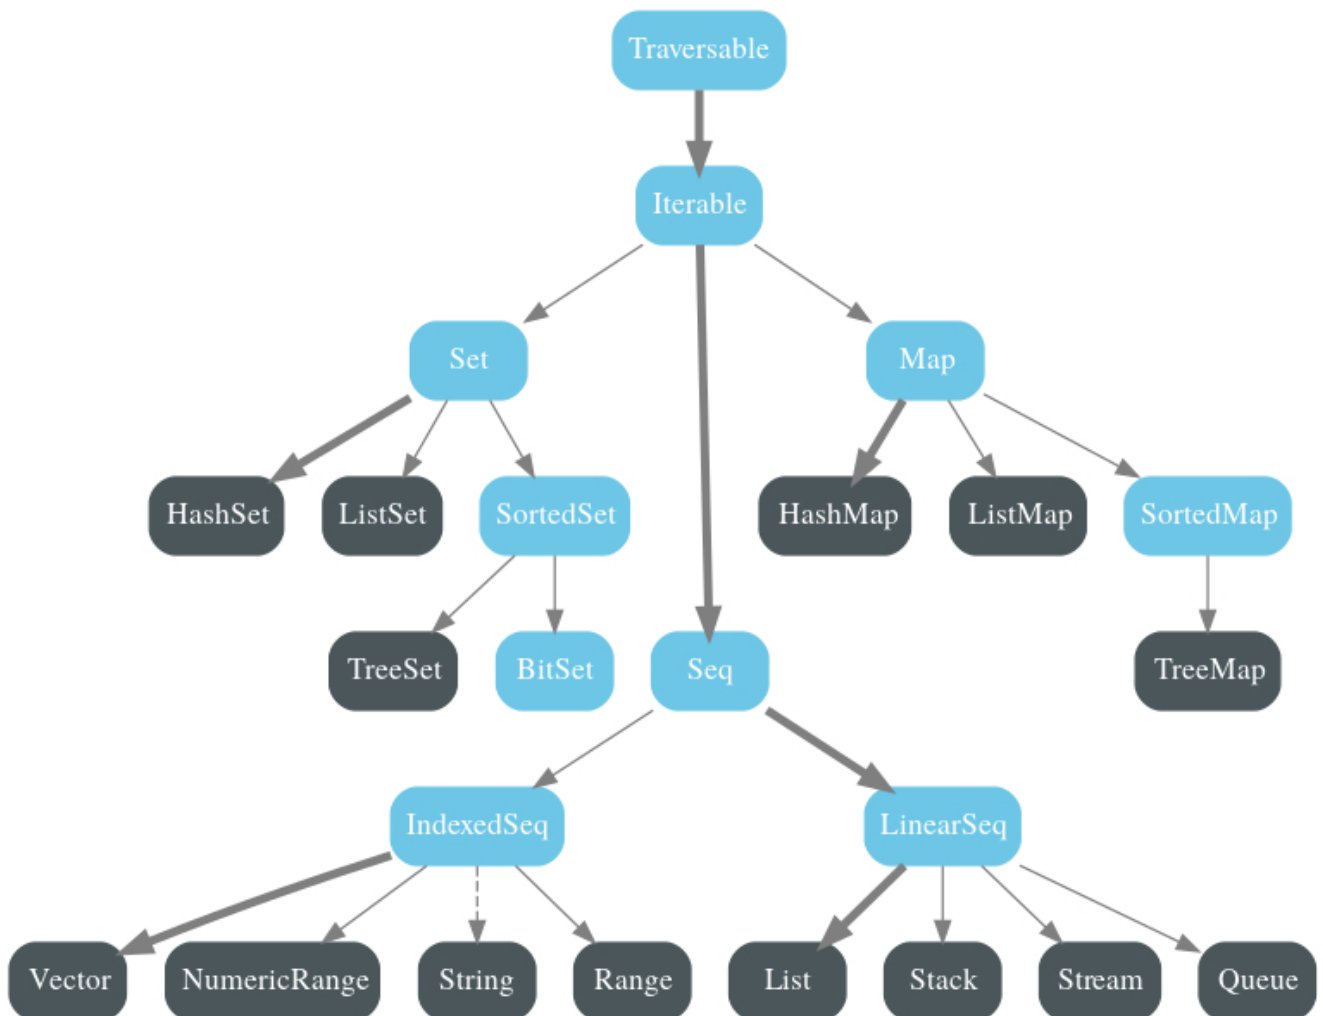 Traversable
Iterable
Set
Map
HashSet
ListSet
SortedSet
HashMap
ListMap
SortedMap
TreeSet
BitSet
Seq
TreeMap
IndexedSeq
LinearSeq
Vector
NumericRange
String
Range
List
Stack
Stream
Queue